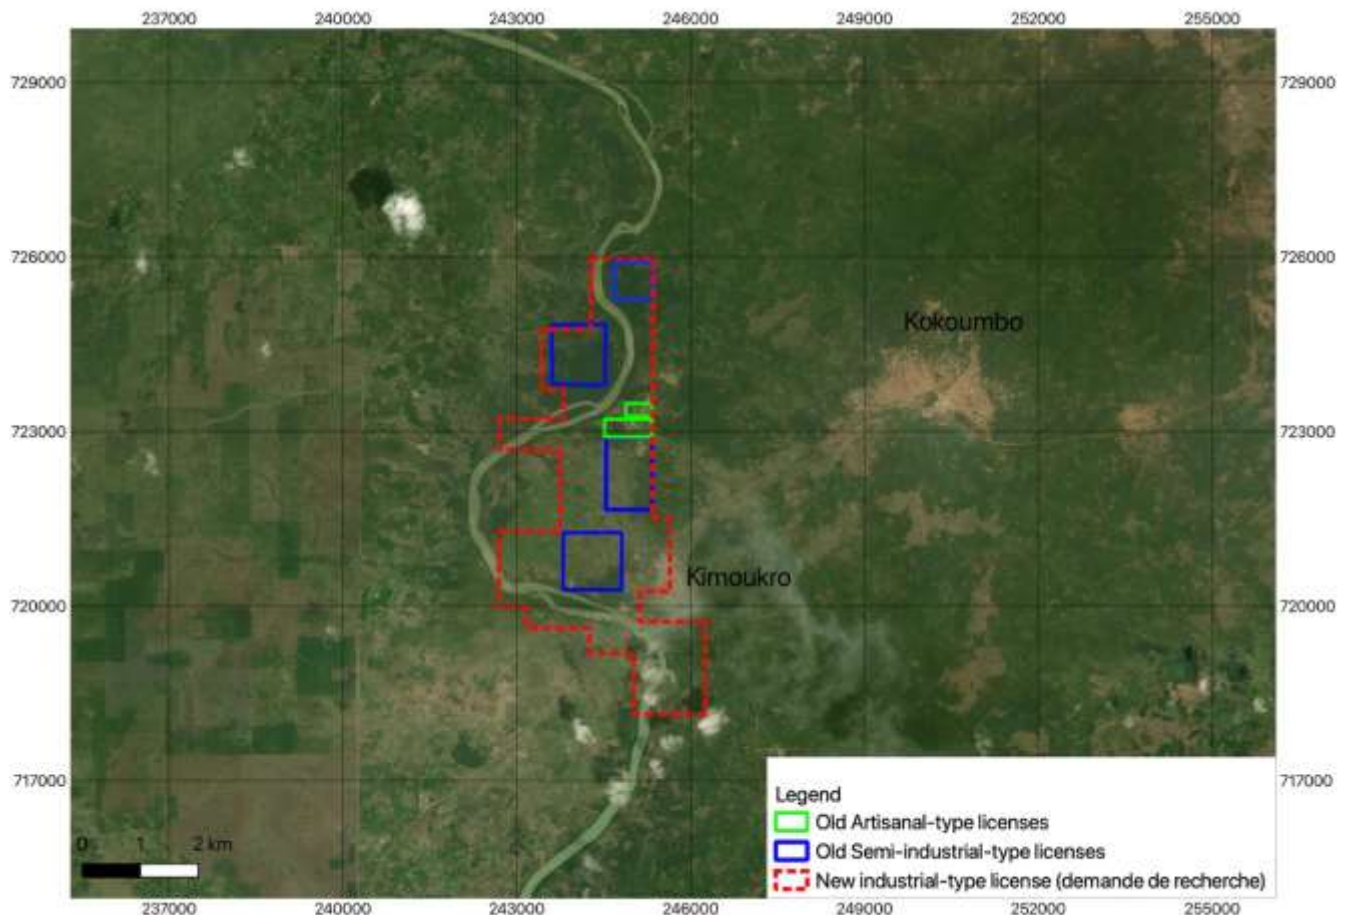 237000 240000 243000 246000 249000 252000 255000
729000 729000
726000 726000
Kokoumbo
723000 723000
Kimoukro
720000 720000
717000 717000
Legend
Old Artisanal-type licenses
0 1 2 km
Old Semi-industrial-type licenses
New industrial-type license (demande de recherche)
237000 240000 243000 246000 249000 252000 255000